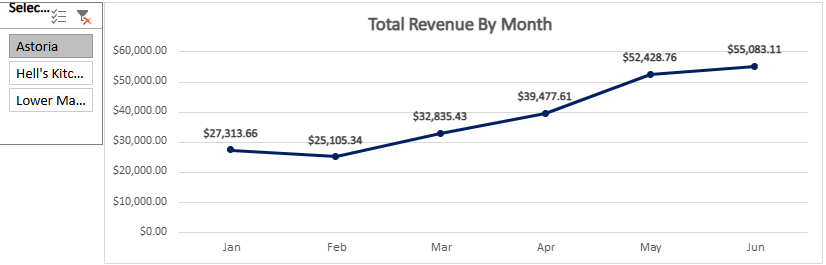 Selec...
Astoria
Hell's Kitc...
Lower Ma...
Total Revenue By Month
$60,000.00
$50,000.00
$40,000.00
$30,000.00
$20,000.00
$10,000.00
$0.00
$27,313.66
$25,105.34
$32,835.43
$39,477.61
$52,428.76
$55,083.11
Jan
Feb
Mar
Apr
May
Jun